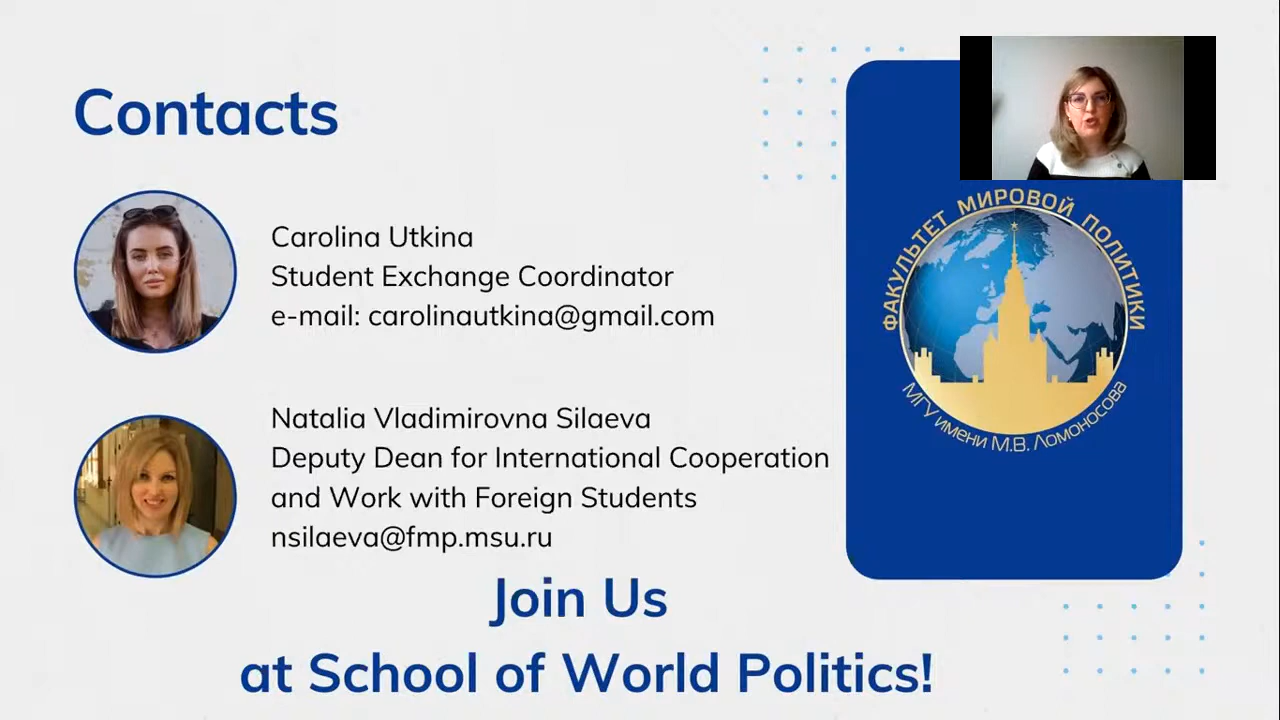 Contacts
Carolina Utkina
Student Exchange Coordinator
e-mail: carolinautkina@gmail.com
Natalia Vladimirovna Silaeva
Deputy Dean for International Cooperation
and Work with Foreign Students
nsilaeva@fmp.msu.ru
ФАКУЛЬТЕТ МИРОВОЙ ПОЛИТИКИ
МГУ имени М.В. Ломоносова
Join Us
at School of World Politics!